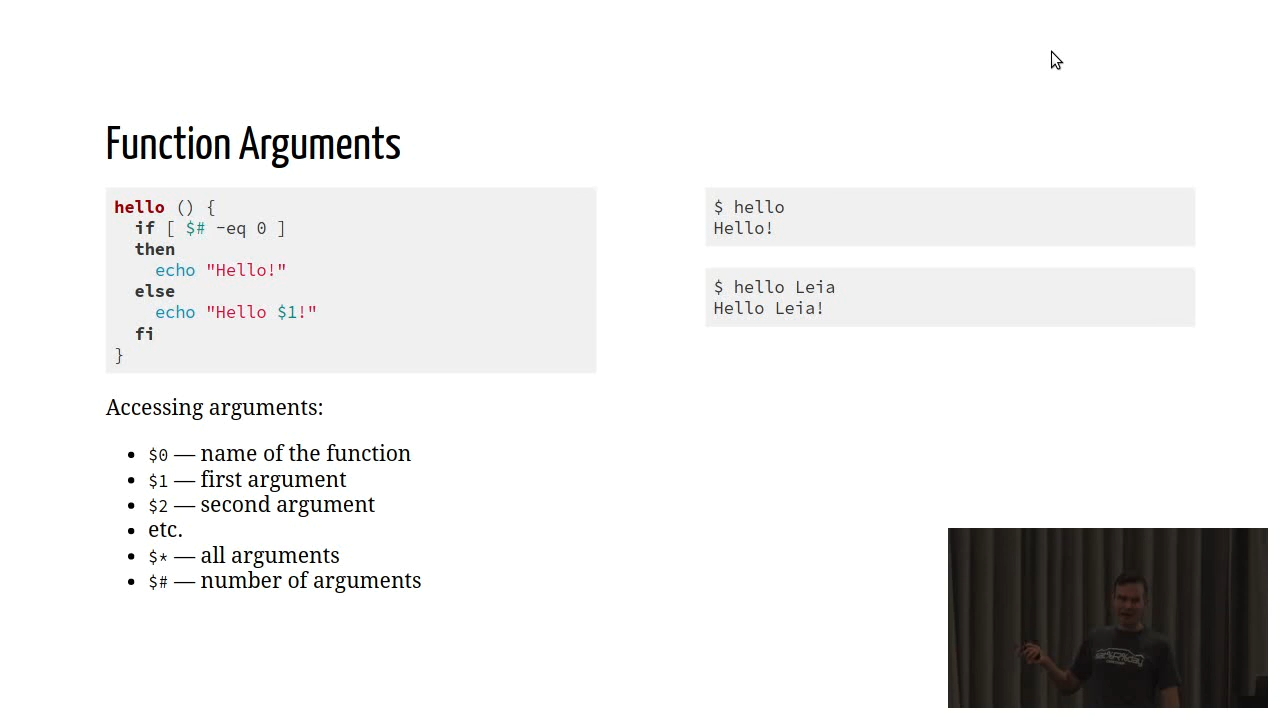 Function Arguments
hello () {
  if [ $# -eq 0 ]
  then
    echo "Hello!"
  else
    echo "Hello $1!"
  fi
}
Accessing arguments:
• $0 — name of the function
• $1 — first argument
• $2 — second argument
• etc.
• $* — all arguments
• $# — number of arguments
$ hello
Hello!
$ hello Leia
Hello Leia!